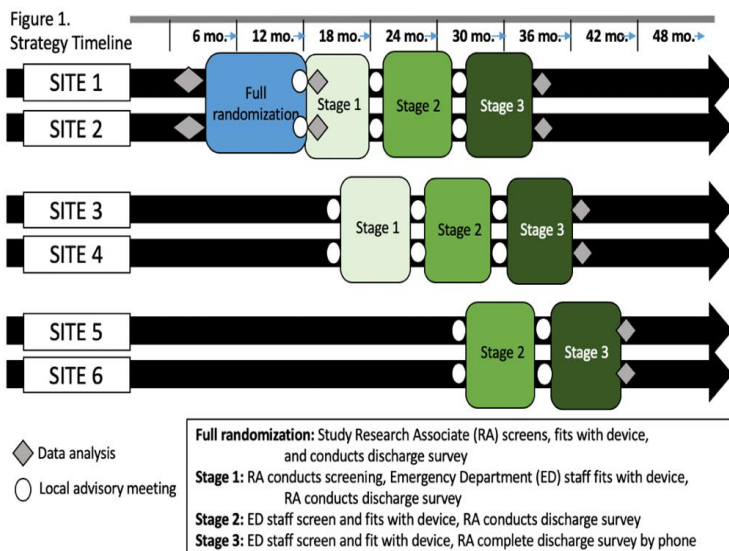 Figure 1.
Strategy Timeline
6 mo. 12 mo. 18 mo. 24 mo. 30 mo. 36 mo. 42 mo. 48 mo.
SITE 1
SITE 2
Full
randomization
Stage 1
Stage 2
Stage 3
SITE 3
SITE 4
Stage 1
Stage 2
Stage 3
SITE 5
SITE 6
Stage 2
Stage 3
Data analysis
Local advisory meeting
Full randomization: Study Research Associate (RA) screens, fits with device,
and conducts discharge survey
Stage 1: RA conducts screening, Emergency Department (ED) staff fits with device,
RA conducts discharge survey
Stage 2: ED staff screen and fits with device, RA conducts discharge survey
Stage 3: ED staff screen and fit with device, RA complete discharge survey by phone